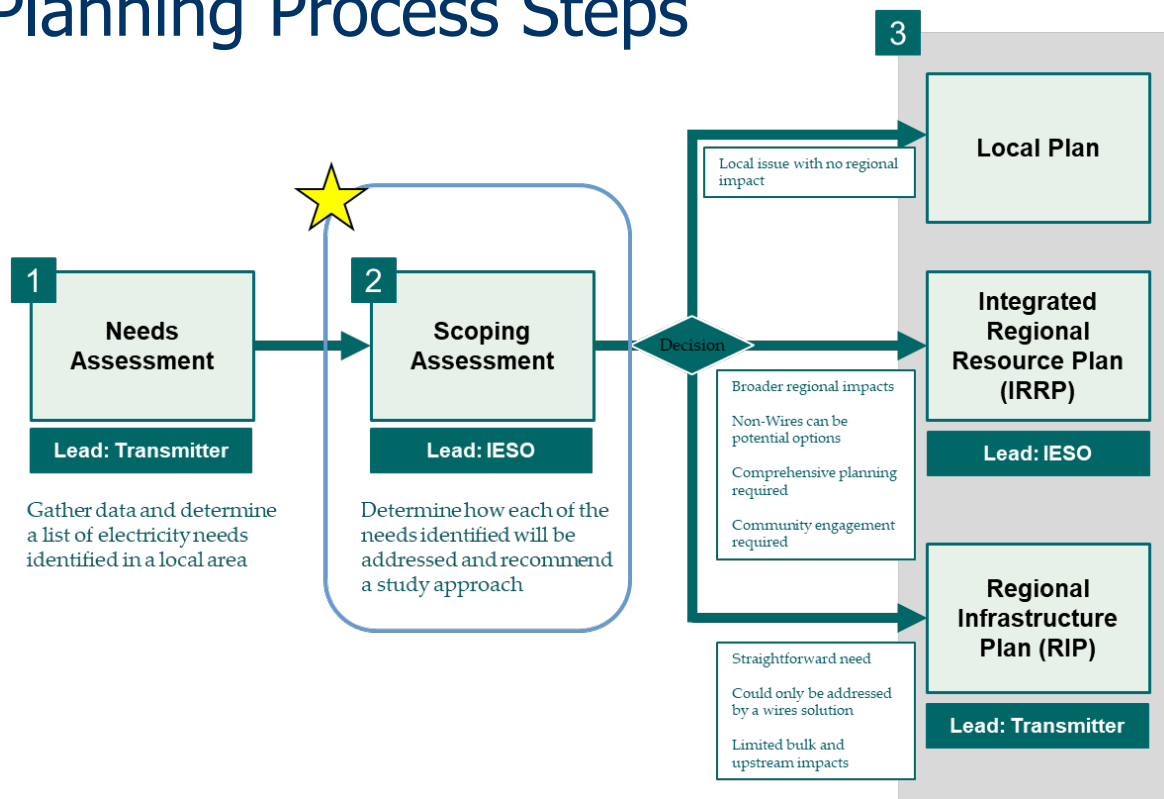 Planning Process Steps
1
Needs
Assessment
Lead: Transmitter
Gather data and determine
a list of electricity needs
identified in a local area
2
Scoping
Assessment
Lead: IESO
Determine how each of the
needs identified will be
addressed and recommend
a study approach
Decision
3
Local issue with no regional
impact
Local Plan
Broader regional impacts
Non-Wires can be
potential options
Comprehensive planning
required
Community engagement
required
Integrated
Regional
Resource Plan
(IRRP)
Lead: IESO
Straightforward need
Could only be addressed
by a wires solution
Limited bulk and
upstream impacts
Regional
Infrastructure
Plan (RIP)
Lead: Transmitter